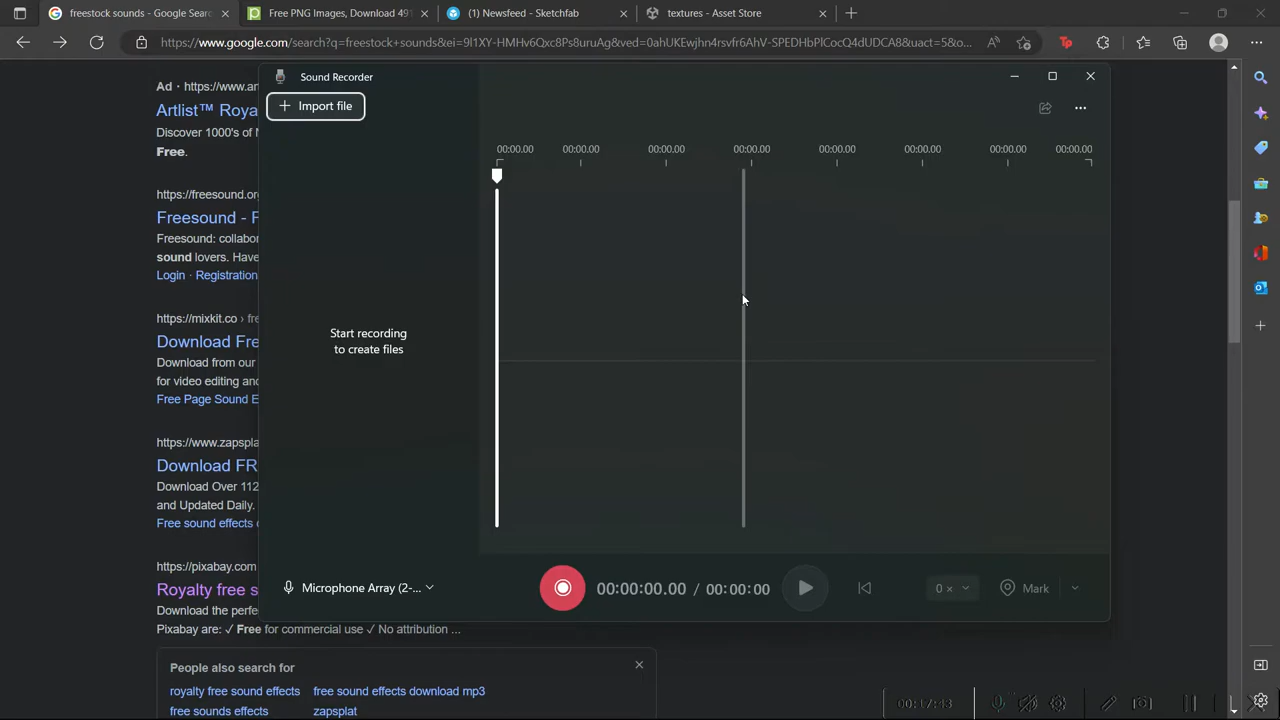 freestock sounds - Google Searc
Free PNG Images, Download 491
(1) Newsfeed - Sketchfab
textures - Asset Store
https://www.google.com/search?q=freestock+sounds&ei=9l1XY-HMHv6Qxc8Ps8uruAg&ved=0ahUKEwjhn4rsvfr6AhV-SPEDHbPlCocQ4dUDCA8&uact=5&o...
Ad · https://www.ar
Artlist™ Roya
Discover 1000's of
Free.
https://freesound.org
Freesound - F
Freesound: collabor
sound lovers. Have
Login · Registration
https://mixkit.co › fre
Download Fre
Download from our
for video editing and
Free Page Sound E
https://www.zapspla
Download FR
Download Over 112
and Updated Daily.
Free sound effects
https://pixabay.com
Royalty free s
Download the perfe
Pixabay are: ✓ Free for commercial use ✓ No attribution ...
People also search for
royalty free sound effects free sound effects download mp3
free sounds effects zapsplat
Sound Recorder
Import file
00:00.00 00:00.00 00:00.00 00:00.00 00:00.00 00:00.00 00:00.00 00:00.00
Start recording
to create files
Microphone Array (2-...
00:00:00.00 / 00:00:00
0 ×
Mark